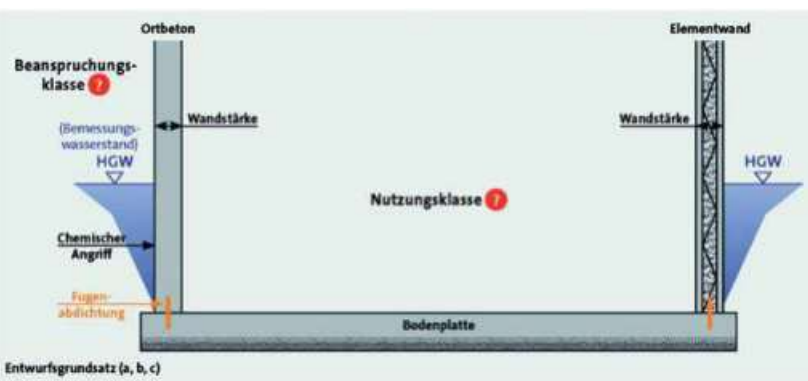 Ortbeton
Elementwand
Beanspruchungs-
klasse ?
(Bemessungs-
wasserstand)
HGW
Wandstärke
Wandstärke
HGW
Nutzungsklasse ?
Chemischer
Angriff
Fugen-
abdichtung
Bodenplatte
Entwurfsgrundsatz (a, b, c)